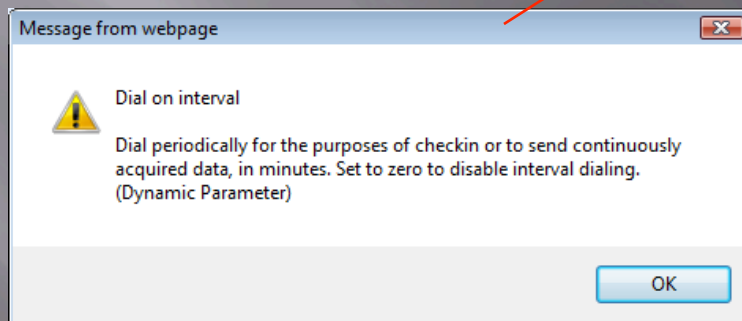 Message from webpage
Dial on interval
Dial periodically for the purposes of checkin or to send continuously
acquired data, in minutes. Set to zero to disable interval dialing.
(Dynamic Parameter)
OK